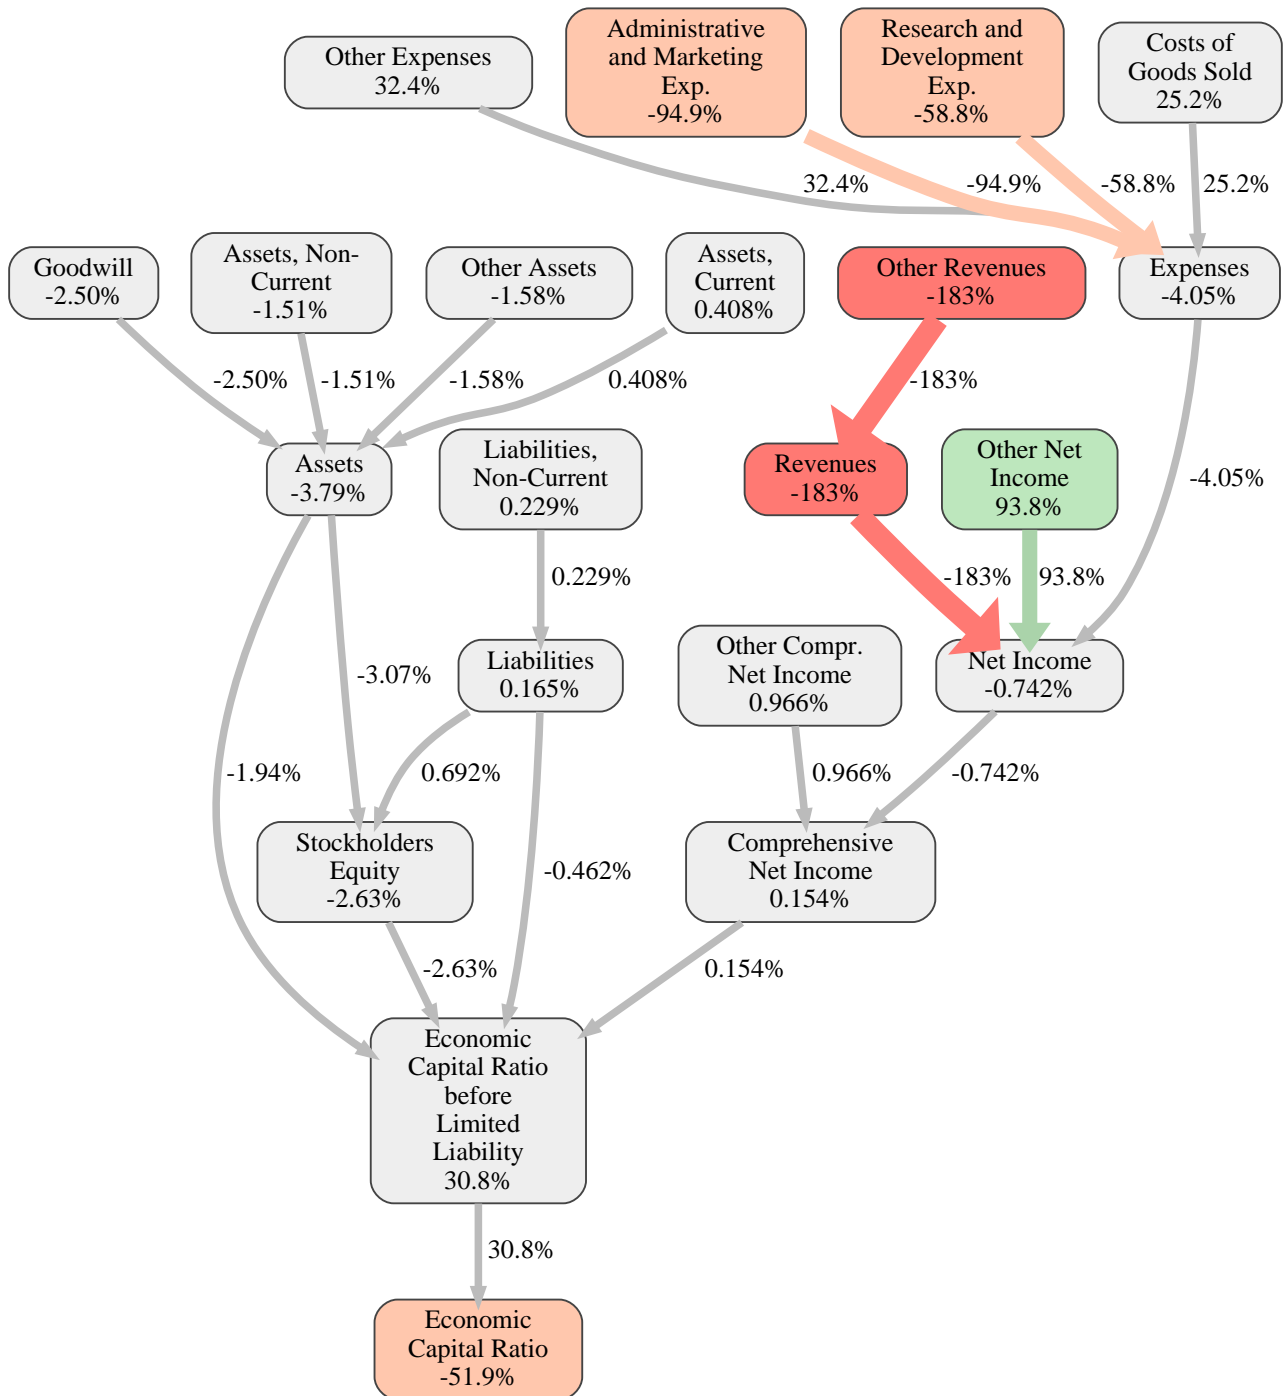 Other Expenses
32.4%
Administrative
and Marketing
Exp.
-94.9%
Research and
Development
Exp.
-58.8%
Costs of
Goods Sold
25.2%
32.4%
-94.9%
-58.8%
25.2%
Goodwill
-2.50%
Assets, Non-
Current
-1.51%
Other Assets
-1.58%
Assets,
Current
0.408%
Other Revenues
-183%
Expenses
-4.05%
-2.50%
-1.51%
-1.58%
0.408%
-183%
Assets
-3.79%
Liabilities,
Non-Current
0.229%
Revenues
-183%
Other Net
Income
93.8%
-4.05%
0.229%
-183%
93.8%
-3.07%
Liabilities
0.165%
Other Compr.
Net Income
0.966%
Net Income
-0.742%
-1.94%
0.692%
0.966%
-0.742%
Stockholders
Equity
-2.63%
-0.462%
Comprehensive
Net Income
0.154%
-2.63%
0.154%
Economic
Capital Ratio
before
Limited
Liability
30.8%
30.8%
Economic
Capital Ratio
-51.9%